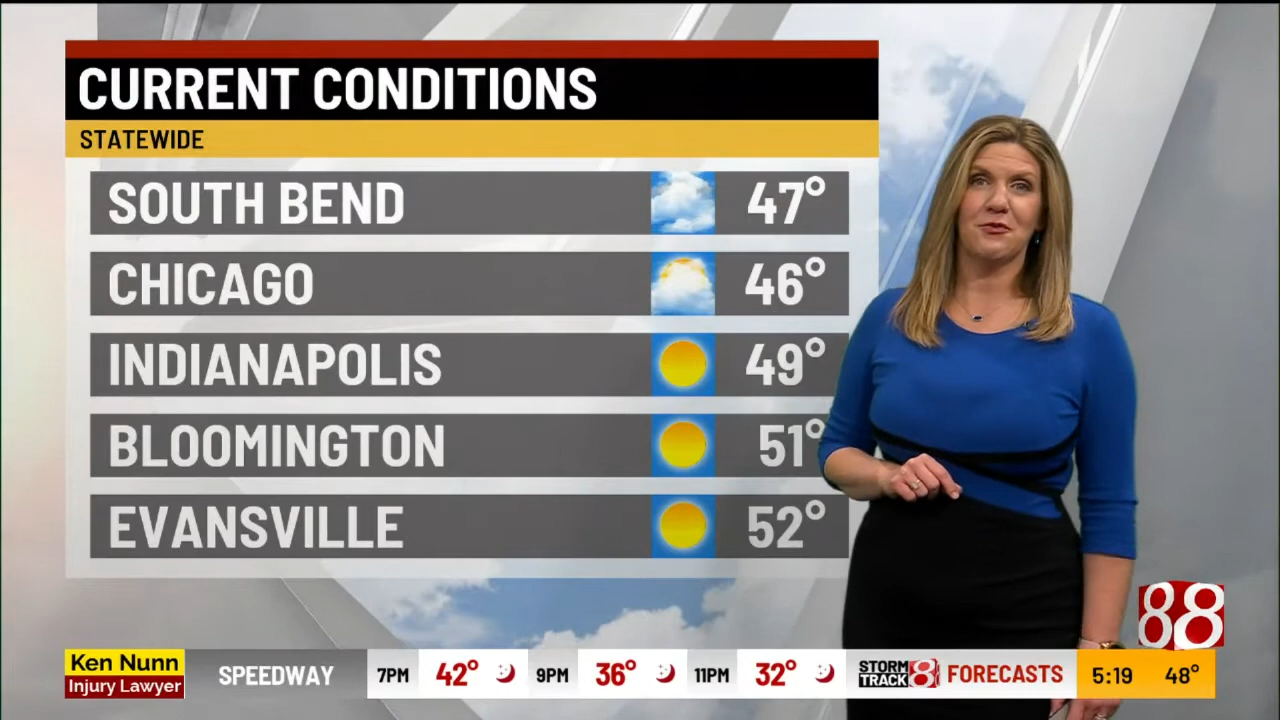 CURRENT CONDITIONS
STATEWIDE
SOUTH BEND 47°
CHICAGO 46°
INDIANAPOLIS 49°
BLOOMINGTON 51°
EVANSVILLE 52°
88
Ken Nunn
Injury Lawyer
SPEEDWAY 7PM 42° 9PM 36° 11PM 32°
STORM
TRACK 8
FORECASTS 5:19 48°